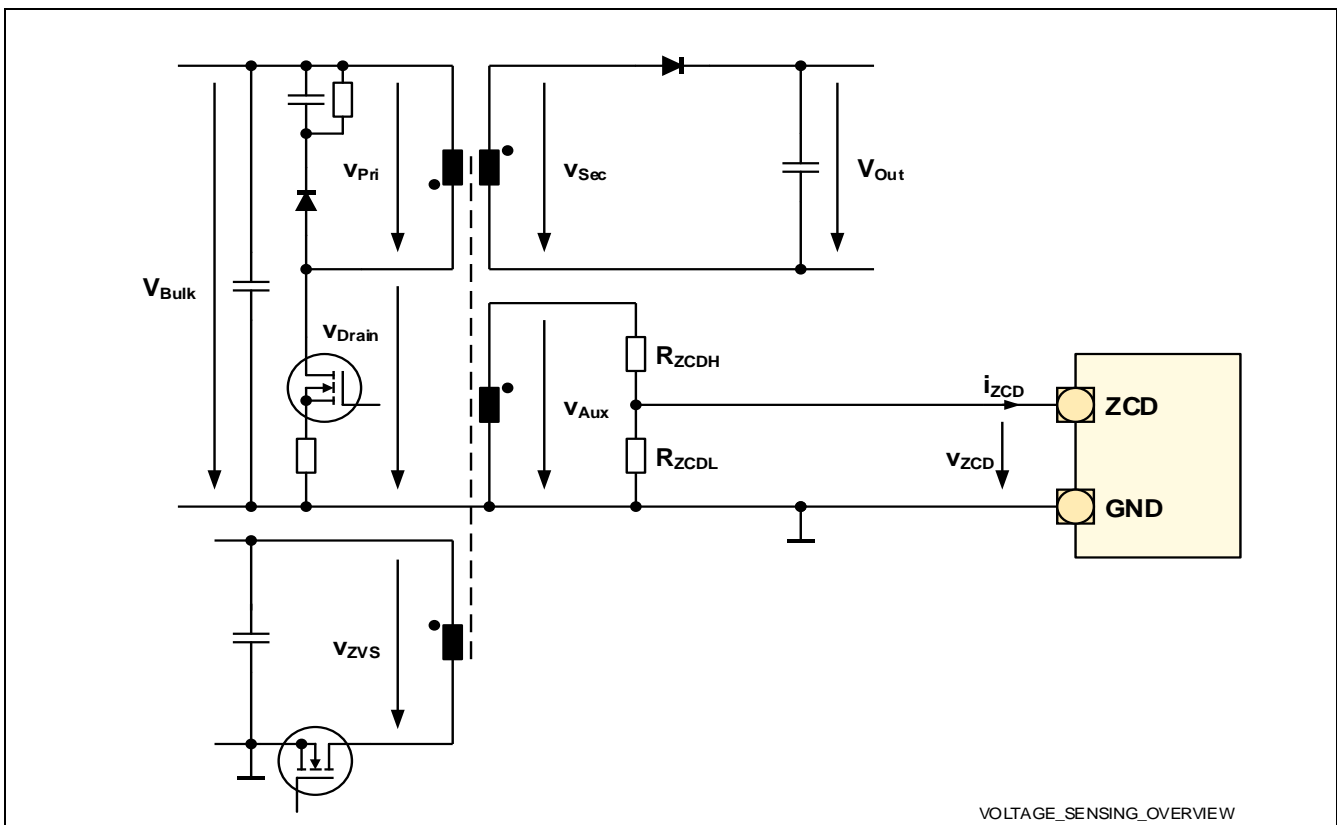 vPri
vSec
VOut
VBulk
vDrain
RZCDH
iZCD
ZCD
vAux
RZCDL
vZCD
GND
vZVS
VOLTAGE_SENSING_OVERVIEW